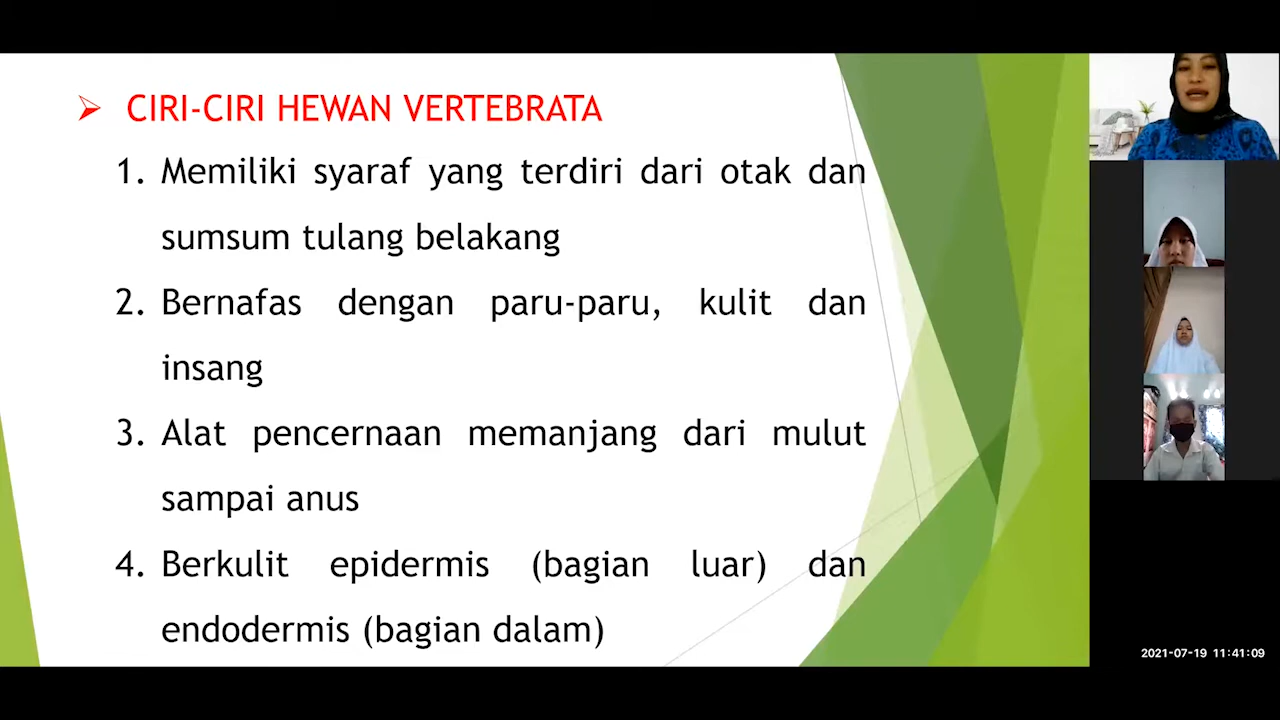 CIRI-CIRI HEWAN VERTEBRATA
1. Memiliki syaraf yang terdiri dari otak dan
sumsum tulang belakang
2. Bernafas dengan paru-paru, kulit dan
insang
3. Alat pencernaan memanjang dari mulut
sampai anus
4. Berkulit epidermis (bagian luar) dan
endodermis (bagian dalam)
2021-07-19 11:41:09